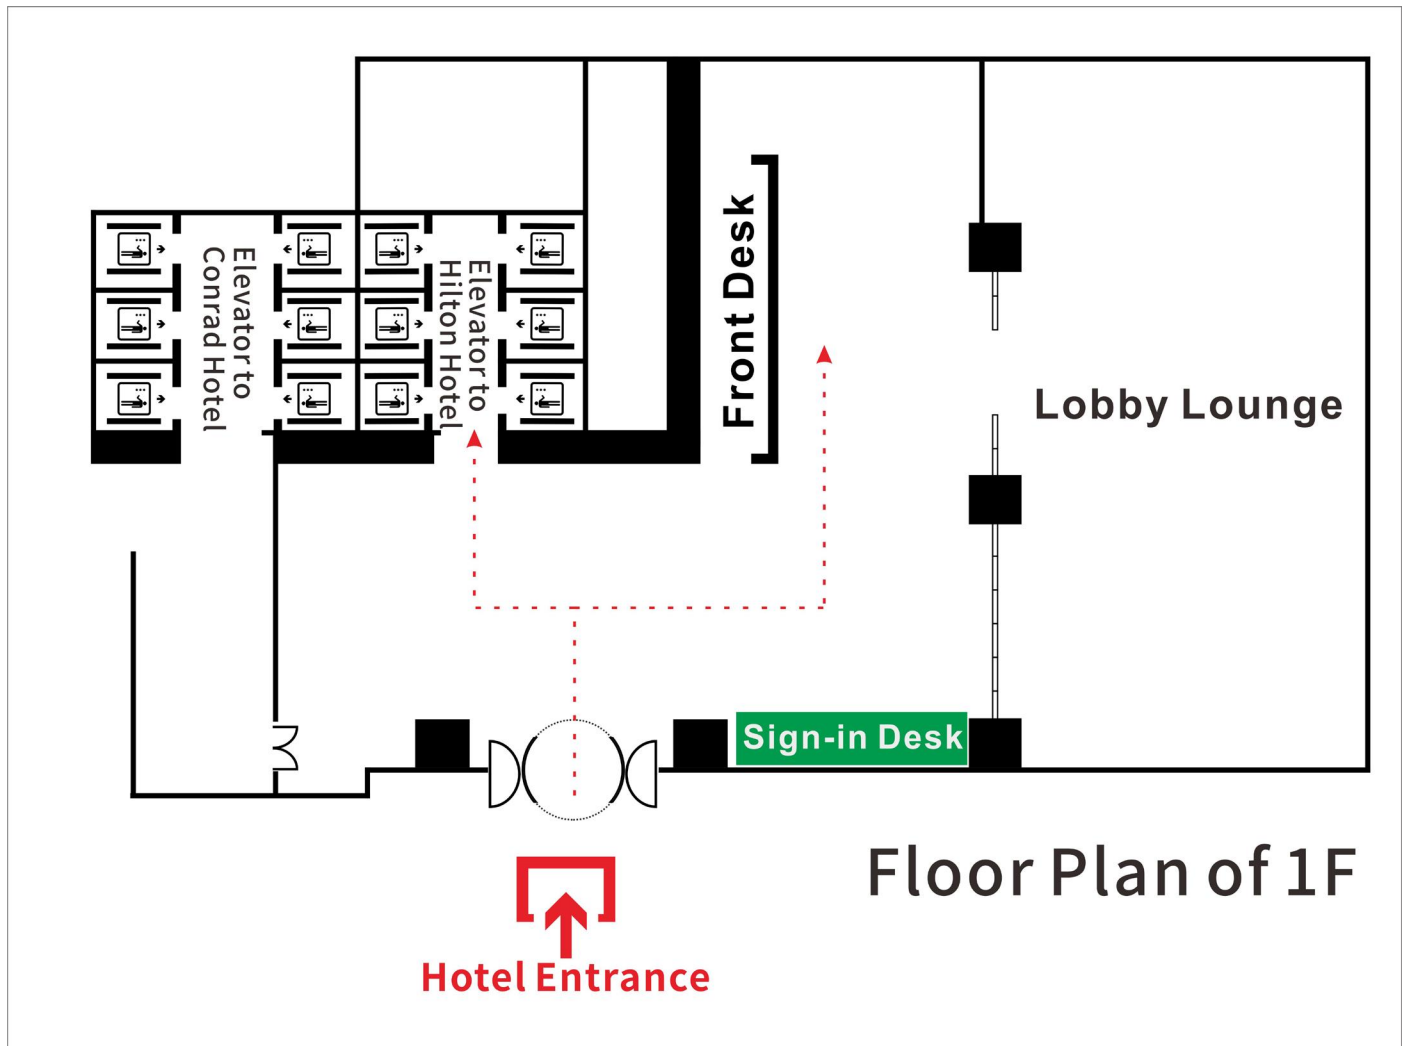 Elevator to
Conrad Hotel
Elevator to
Hilton Hotel
Front Desk
Lobby Lounge
Sign-in Desk
Floor Plan of 1F
Hotel Entrance